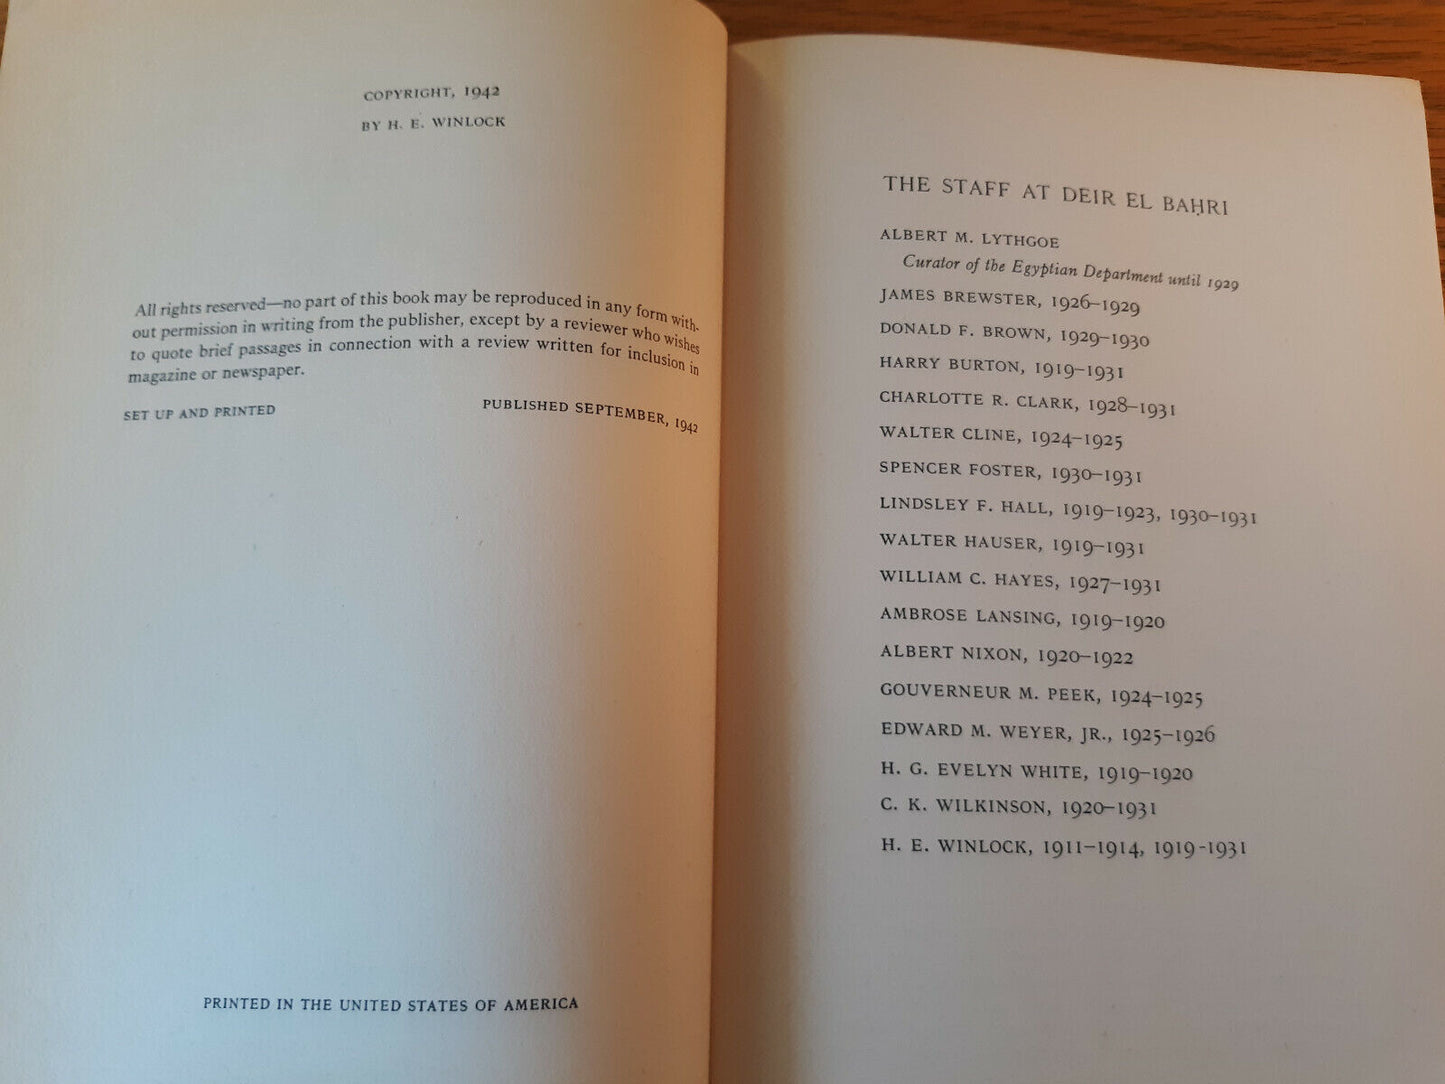 COPYRIGHT, 1942
BY H. E. WINLOCK
All rights reserved—no part of this book may be reproduced in any form with-
out permission in writing from the publisher, except by a reviewer who wishes
to quote brief passages in connection with a review written for inclusion in
magazine or newspaper.
SET UP AND PRINTED
PUBLISHED SEPTEMBER, 1942
PRINTED IN THE UNITED STATES OF AMERICA
THE STAFF AT DEIR EL BAḤRI
ALBERT M. LYTHGOE
Curator of the Egyptian Department until 1929
JAMES BREWSTER, 1926–1929
DONALD F. BROWN, 1929–1930
HARRY BURTON, 1919–1931
CHARLOTTE R. CLARK, 1928–1931
WALTER CLINE, 1924–1925
SPENCER FOSTER, 1930–1931
LINDSLEY F. HALL, 1919–1923, 1930–1931
WALTER HAUSER, 1919–1931
WILLIAM C. HAYES, 1927–1931
AMBROSE LANSING, 1919–1920
ALBERT NIXON, 1920–1922
GOUVERNEUR M. PEEK, 1924–1925
EDWARD M. WEYER, JR., 1925–1926
H. G. EVELYN WHITE, 1919–1920
C. K. WILKINSON, 1920–1931
H. E. WINLOCK, 1911–1914, 1919-1931